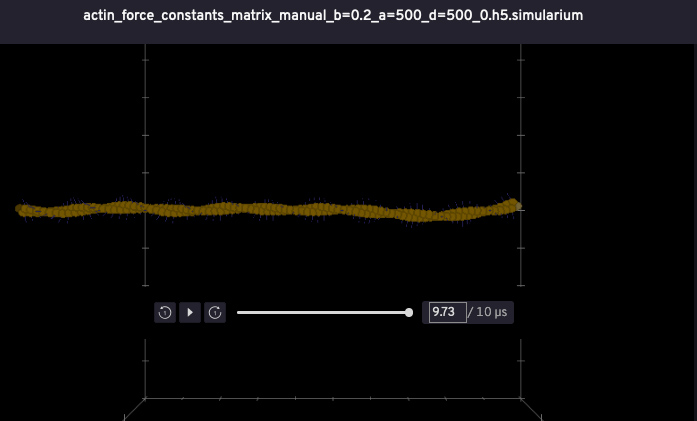 actin_force_constants_matrix_manual_b=0.2_a=500_d=500_0.h5.simularium
9.73 / 10 μs